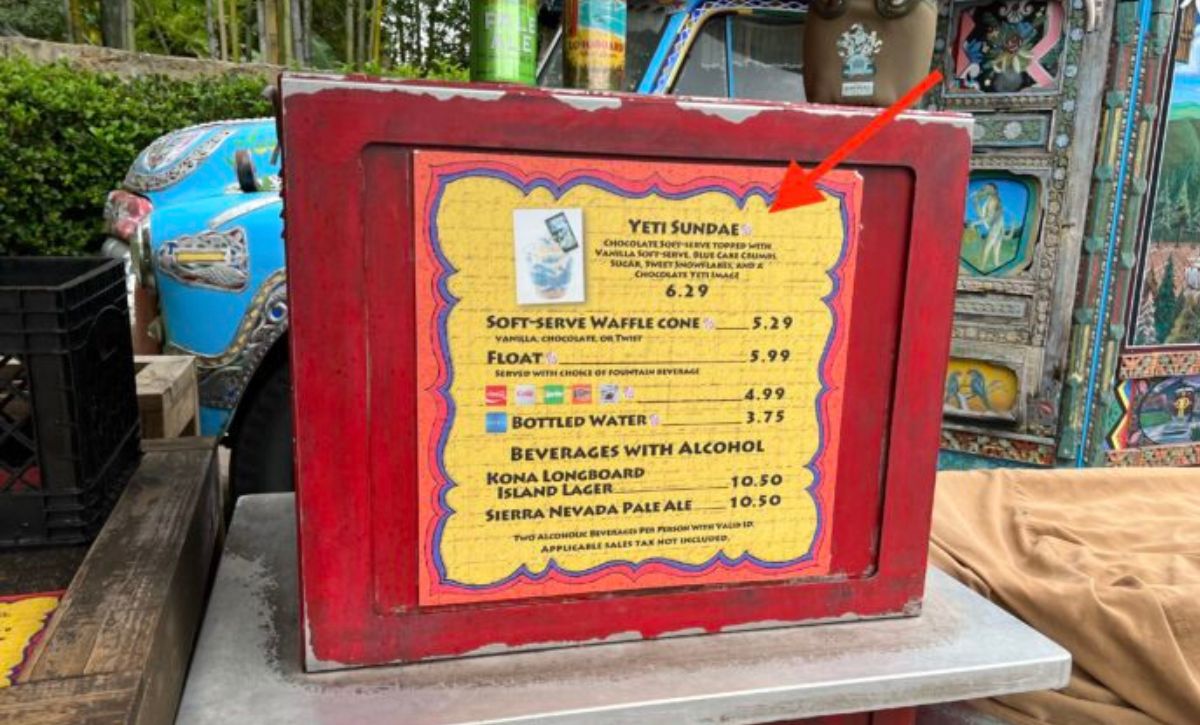 PALE
LONGBOARD
YETI SUNDAE
CHOCOLATE SOFT-SERVE TOPPED WITH
VANILLA SOFT-SERVE, BLUE CAKE CRUMBS,
SUGAR, SWEET SNOWFLAKES, AND A
CHOCOLATE YETI IMAGE
6.29
SOFT-SERVE WAFFLE CONE 5.29
VANILLA, CHOCOLATE, OR TWIST
FLOAT 5.99
SERVED WITH CHOICE OF FOUNTAIN BEVERAGE
4.99
BOTTLED WATER 3.75
BEVERAGES WITH ALCOHOL
KONA LONGBOARD
ISLAND LAGER 10.50
SIERRA NEVADA PALE ALE 10.50
TWO ALCOHOLIC BEVERAGES PER PERSON WITH VALID ID.
APPLICABLE SALES TAX NOT INCLUDED.